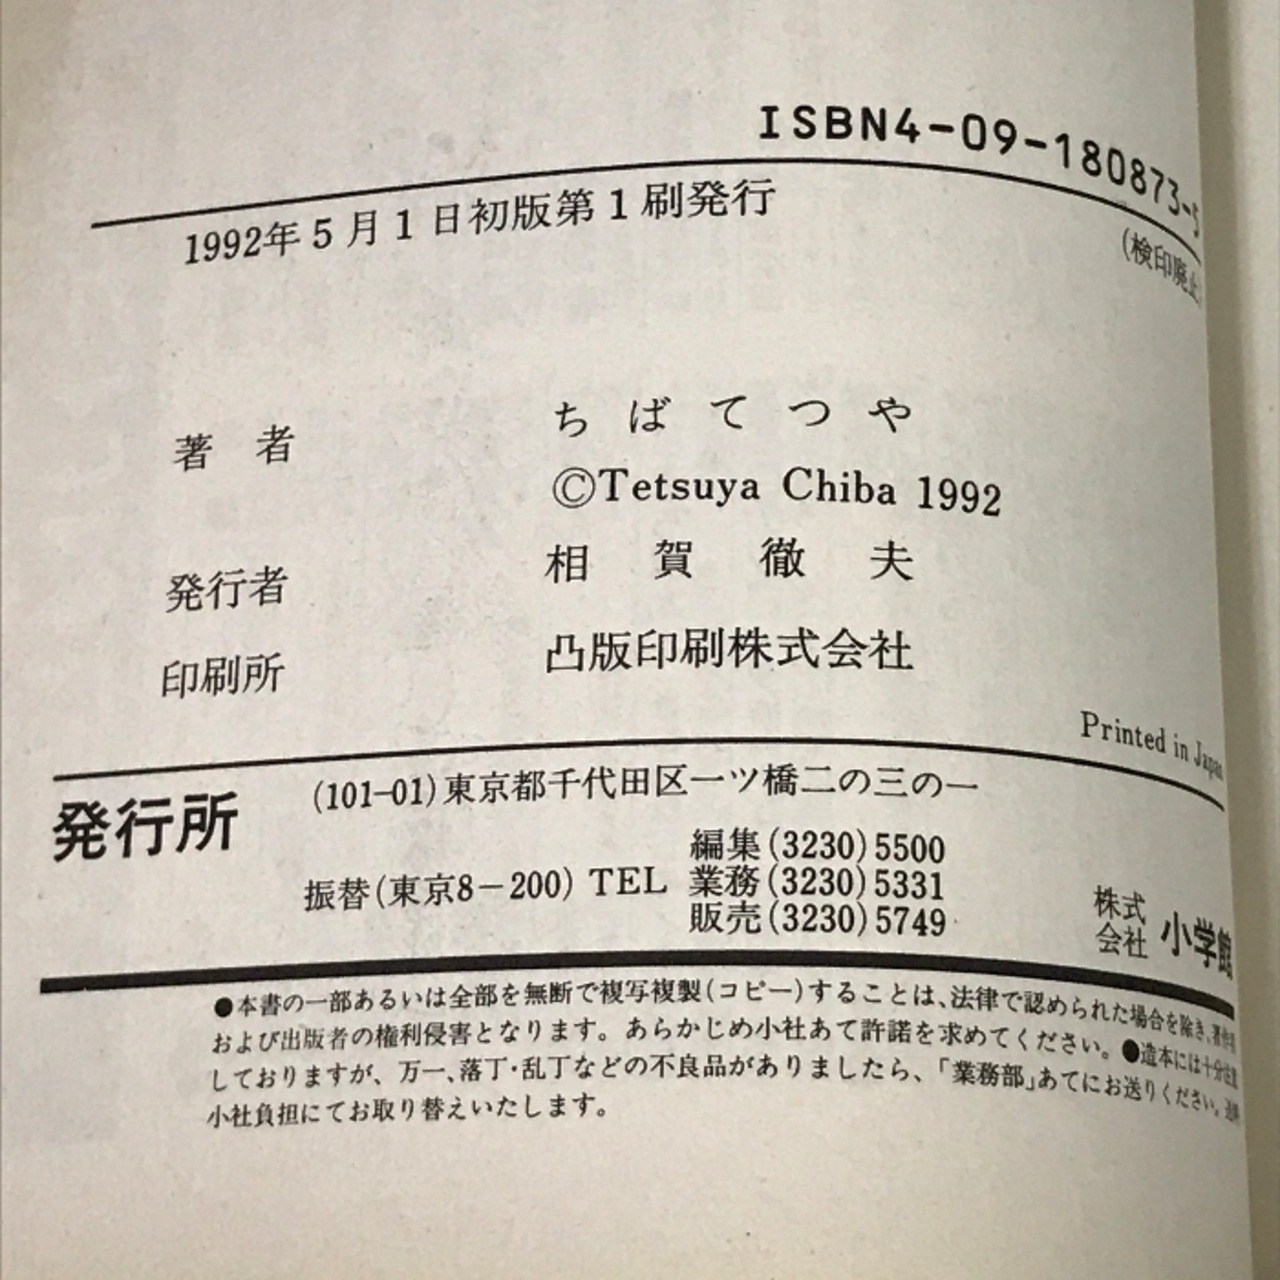 ISBN4-09-180873-5
1992年5月1日初版第1刷発行
(検印廃止)
著者 ちばてつや
©Tetsuya Chiba 1992
発行者 相賀徹夫
印刷所 凸版印刷株式会社
Printed in Japan
発行所 (101-01)東京都千代田区一ツ橋二の三の一
振替(東京8-200) TEL 編集(3230)5500
業務(3230)5331
販売(3230)5749
株式会社 小学館
●本書の一部あるいは全部を無断で複写複製(コピー)することは、法律で認められた場合を除き、著作者
および出版者の権利侵害となります。あらかじめ小社あて許諾を求めてください。●造本には十分注意
しておりますが、万一、落丁・乱丁などの不良品がありましたら、「業務部」あてにお送りください。送料
小社負担にてお取り替えいたします。